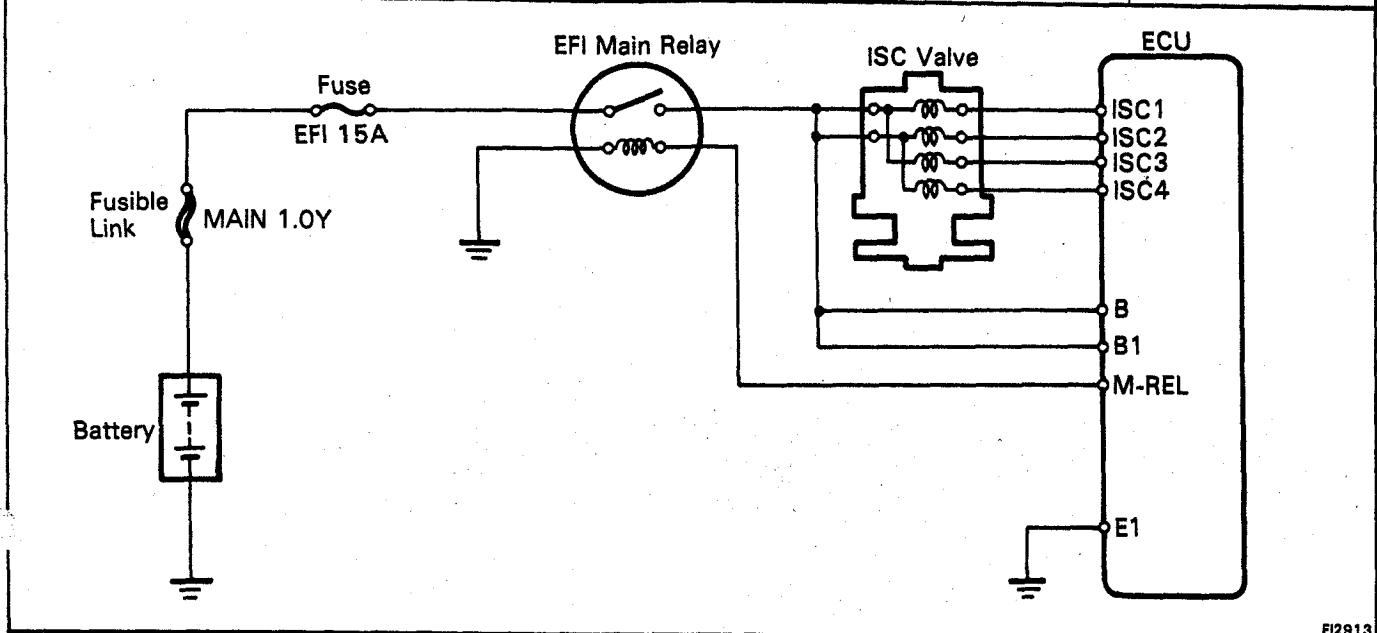 EFI Main Relay
ISC Valve
ECU
Fuse
EFI 15A
ISC1
ISC2
ISC3
ISC4
Fusible
Link
MAIN 1.0Y
B
B1
M-REL
Battery
E1
FI2913